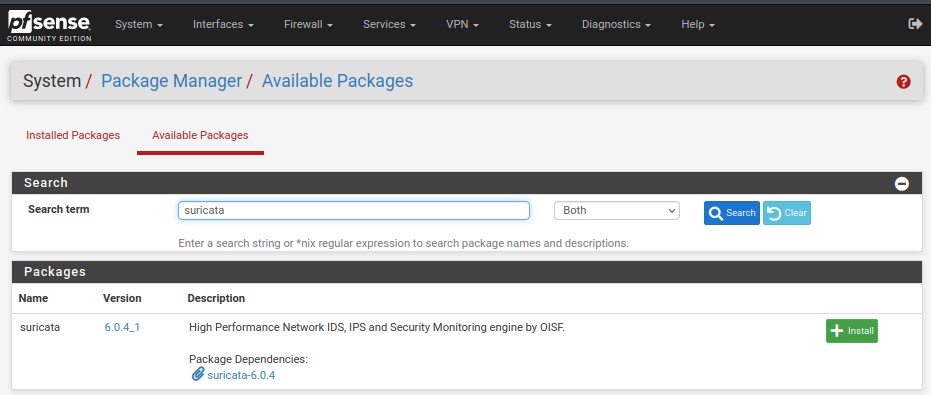 pfsense
COMMUNITY EDITION
System Interfaces Firewall Services VPN Status Diagnostics Help
System / Package Manager / Available Packages
Installed Packages Available Packages
Search
Search term suricata Both Search Clear
Enter a search string or *nix regular expression to search package names and descriptions.
Packages
Name Version Description
suricata 6.0.4_1 High Performance Network IDS, IPS and Security Monitoring engine by OISF. Install
Package Dependencies:
suricata-6.0.4